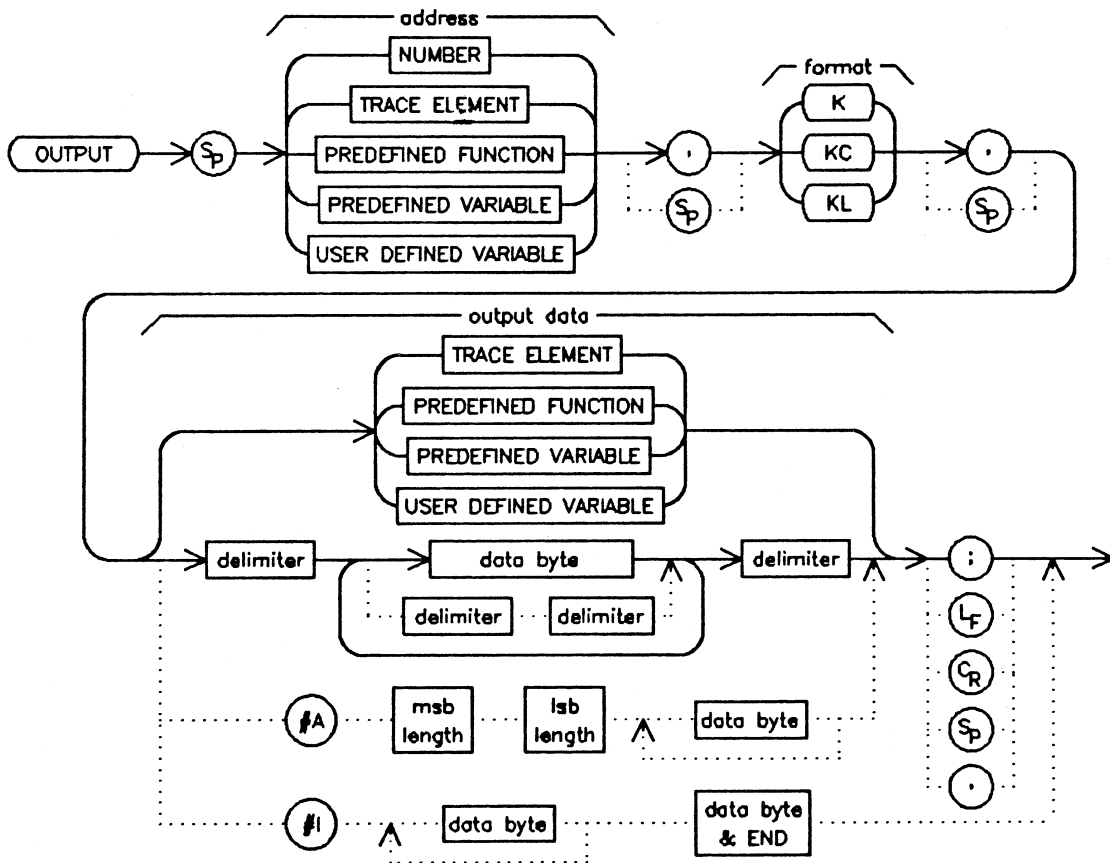 address
NUMBER
TRACE ELEMENT
OUTPUT
SP
PREDEFINED FUNCTION
PREDEFINED VARIABLE
USER DEFINED VARIABLE
,
SP
format
K
KC
KL
,
SP
output data
TRACE ELEMENT
PREDEFINED FUNCTION
PREDEFINED VARIABLE
USER DEFINED VARIABLE
delimiter
data byte
delimiter
delimiter
delimiter
;
LF
CR
SP
,
#A
msb
length
lsb
length
data byte
#I
data byte
data byte
& END